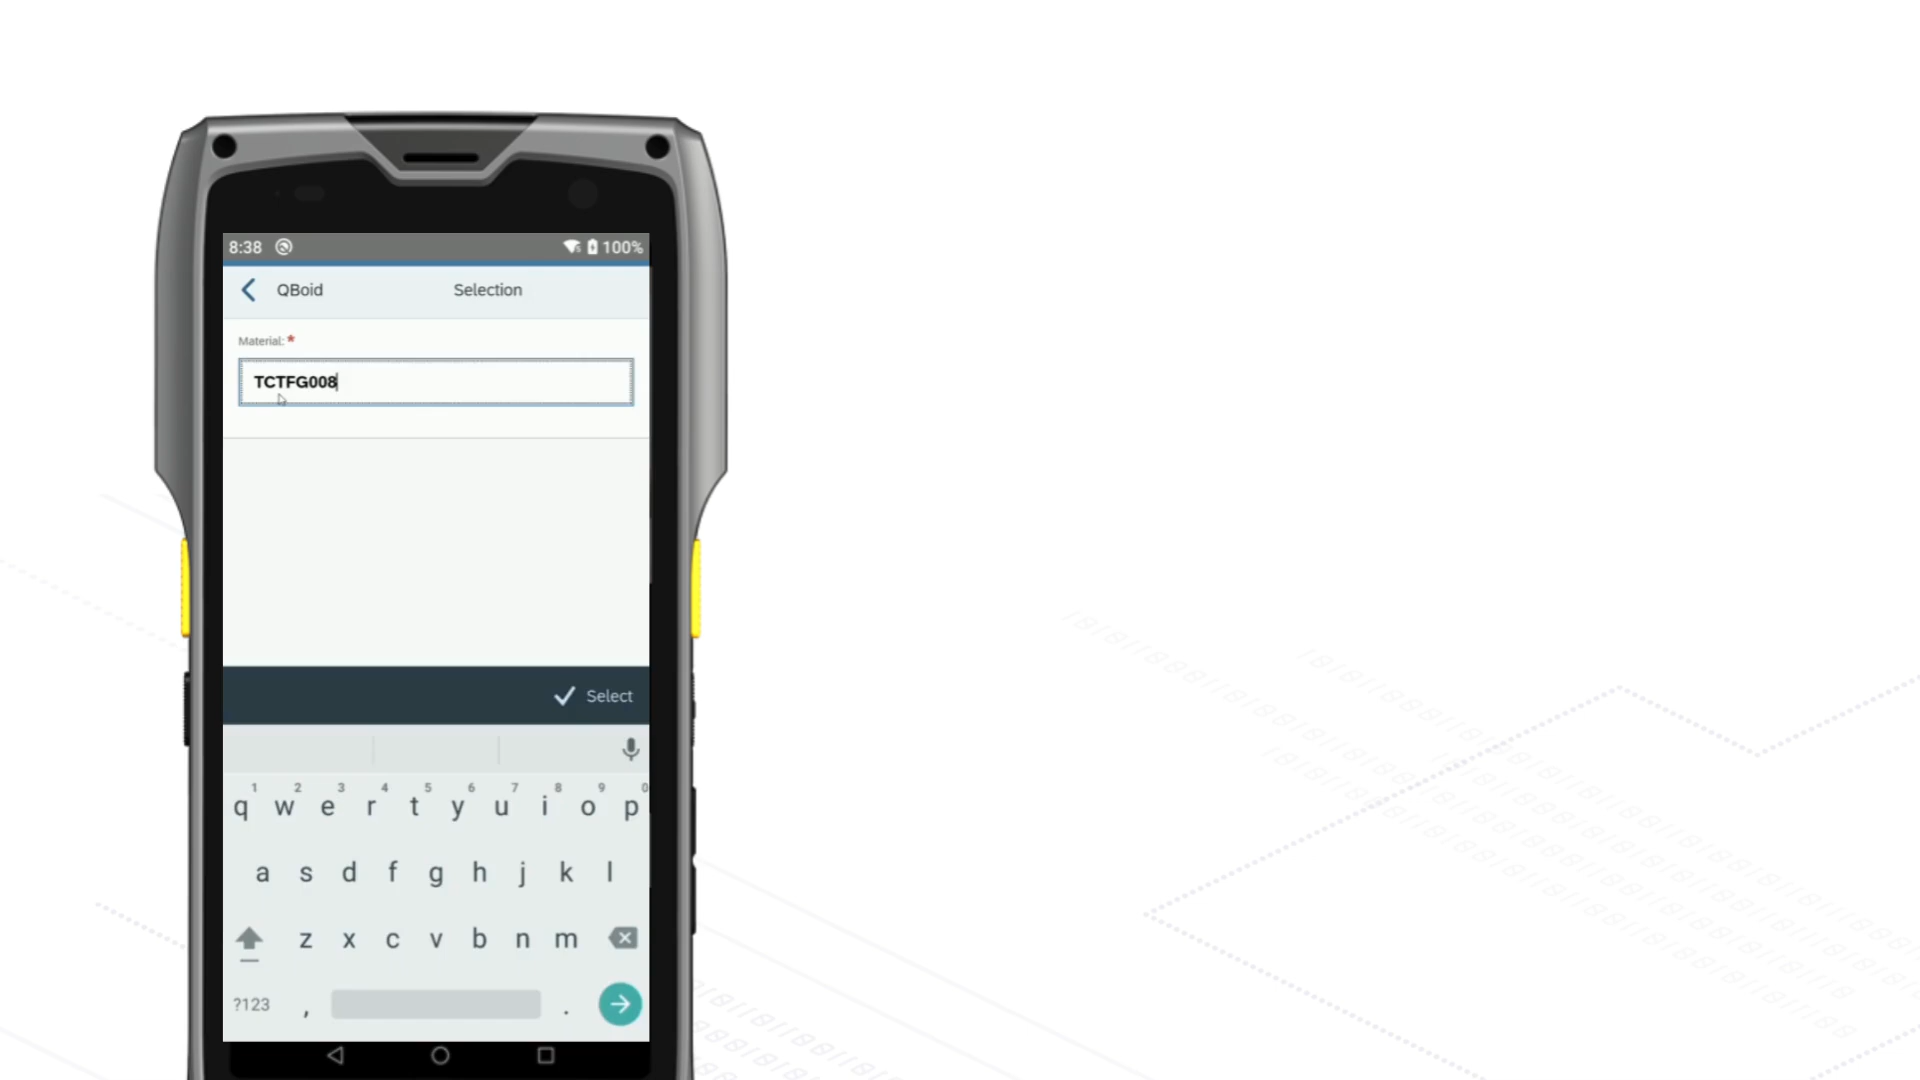 8:38 100%
QBoid Selection
Material: *
TCTFG008
Select
1 2 3 4 5 6 7 8 9 0
q w e r t y u i o p
a s d f g h j k l
z x c v b n m
?123 , .